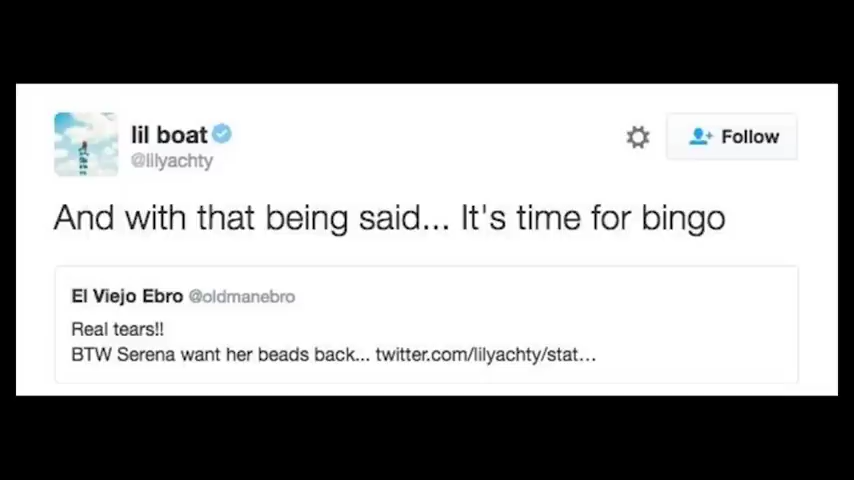 lil boat
@lilyachty
Follow
And with that being said... It's time for bingo
El Viejo Ebro @oldmanebro
Real tears!!
BTW Serena want her beads back... twitter.com/lilyachty/stat...